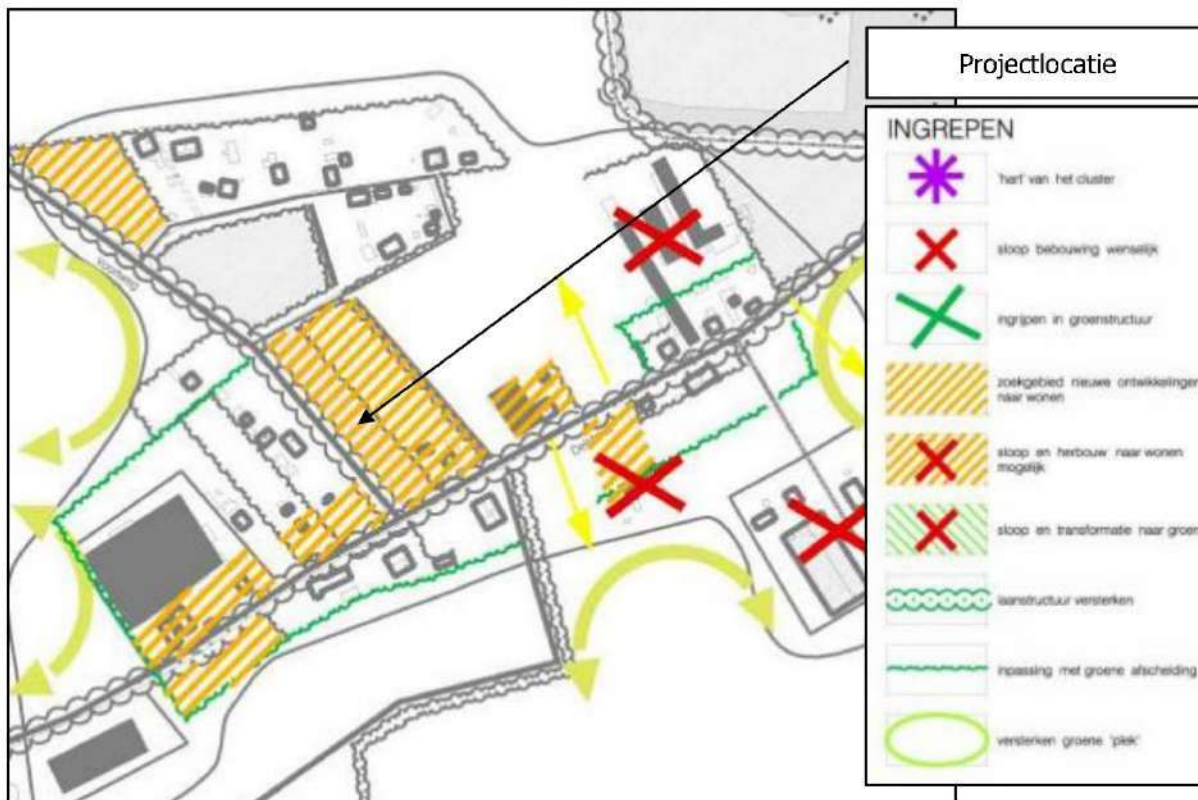 Projectlocatie
INGREPEN
'hart' van het cluster
sloop bebouwing wenselijk
ingrijpen in groenstructuur
zoekgebied nieuwe ontwikkelingen
naar wonen
sloop en herbouw naar wonen
mogelijk
sloop en transformatie naar groen
laanstructuur versterken
inpassing met groene afscheiding
versterken groene 'plek'